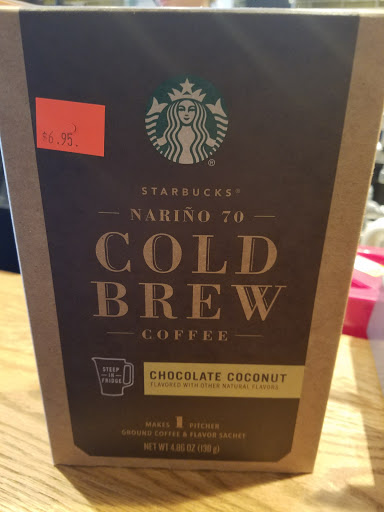 $6.95.
STARBUCKS®
NARIÑO 70
COLD
BREW
COFFEE
STEEP
IN
FRIDGE
CHOCOLATE COCONUT
FLAVORED WITH OTHER NATURAL FLAVORS
MAKES 1 PITCHER
GROUND COFFEE & FLAVOR SACHET
NET WT 4.86 OZ (138 g)